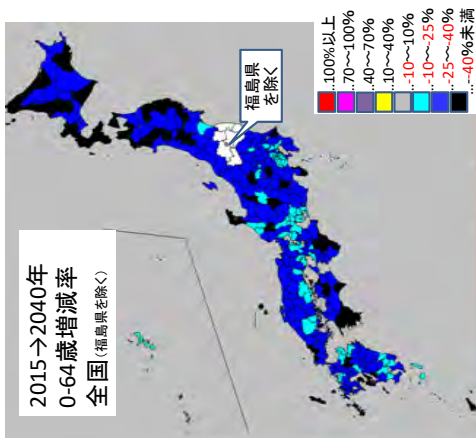 2015→2040年
0-64歳増減率
全国(福島県を除く)
福島県
を除く
…100%以上
…70～100%
…40～70%
…10～40%
…-10～10%
…-10～-25%
…-25～-40%
…-40%未満